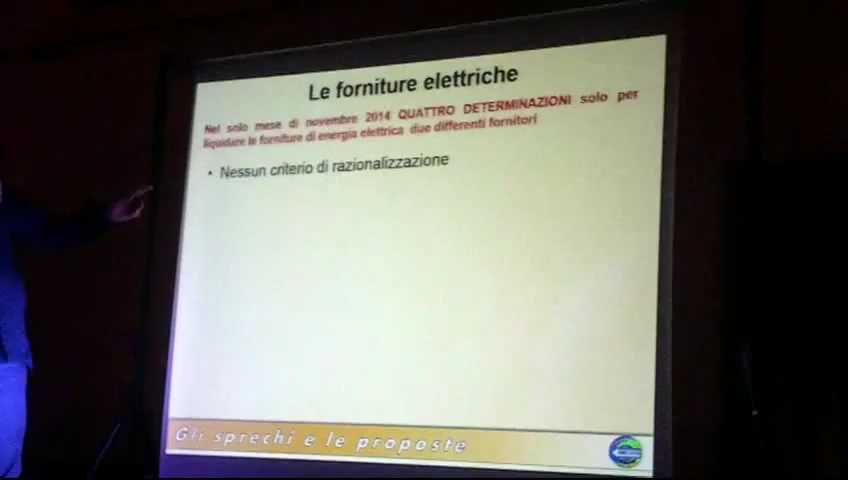 Le forniture elettriche
Nel solo mese di novembre 2014 QUATTRO DETERMINAZIONI solo per
liquidare le forniture di energia elettrica due differenti fornitori
• Nessun criterio di razionalizzazione
Gli sprechi e le proposte